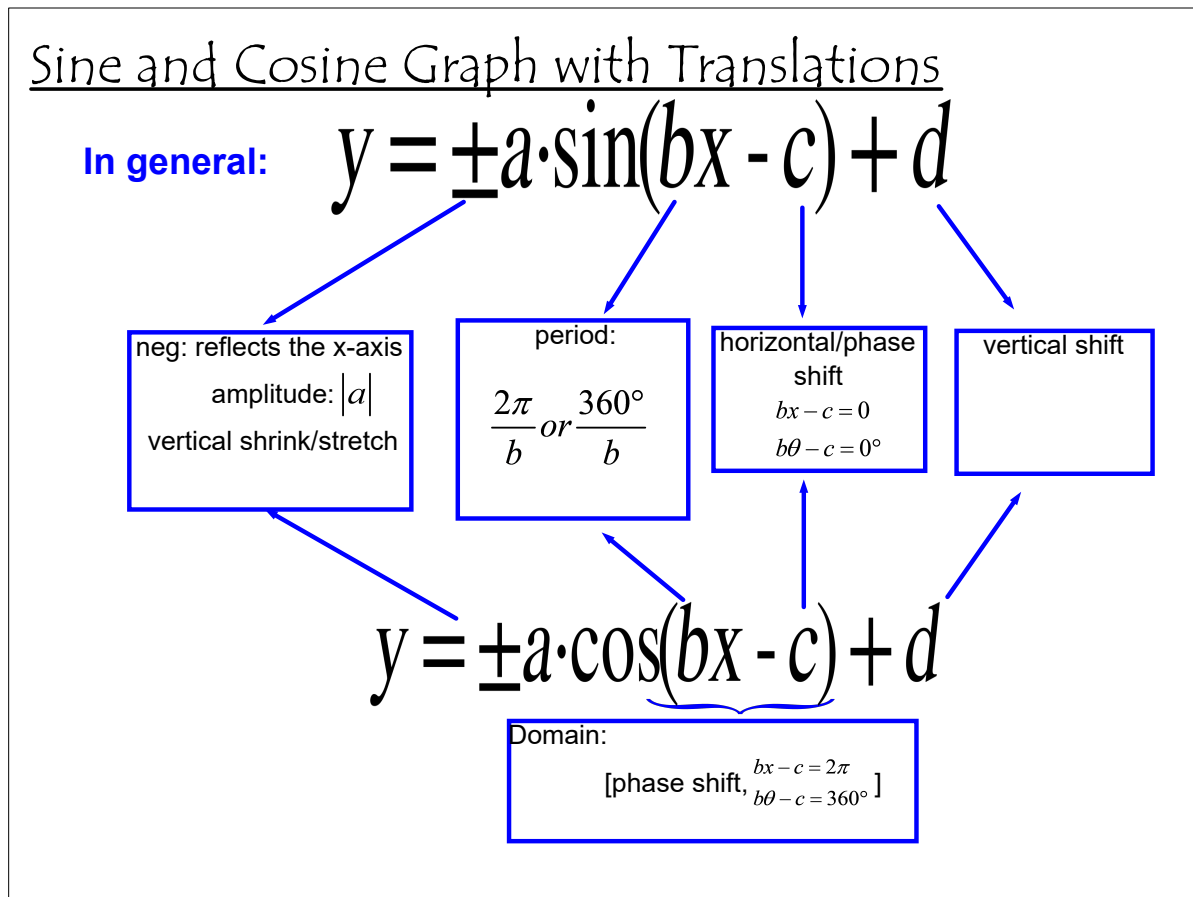 Sine and Cosine Graph with Translations
In general: y = ±a·sin(bx - c) + d
neg: reflects the x-axis
amplitude: |a|
vertical shrink/stretch
period:
2π/b or 360°/b
horizontal/phase
shift
bx − c = 0
bθ − c = 0°
vertical shift
y = ±a·cos(bx - c) + d
Domain:
[phase shift, bx − c = 2π
bθ − c = 360° ]